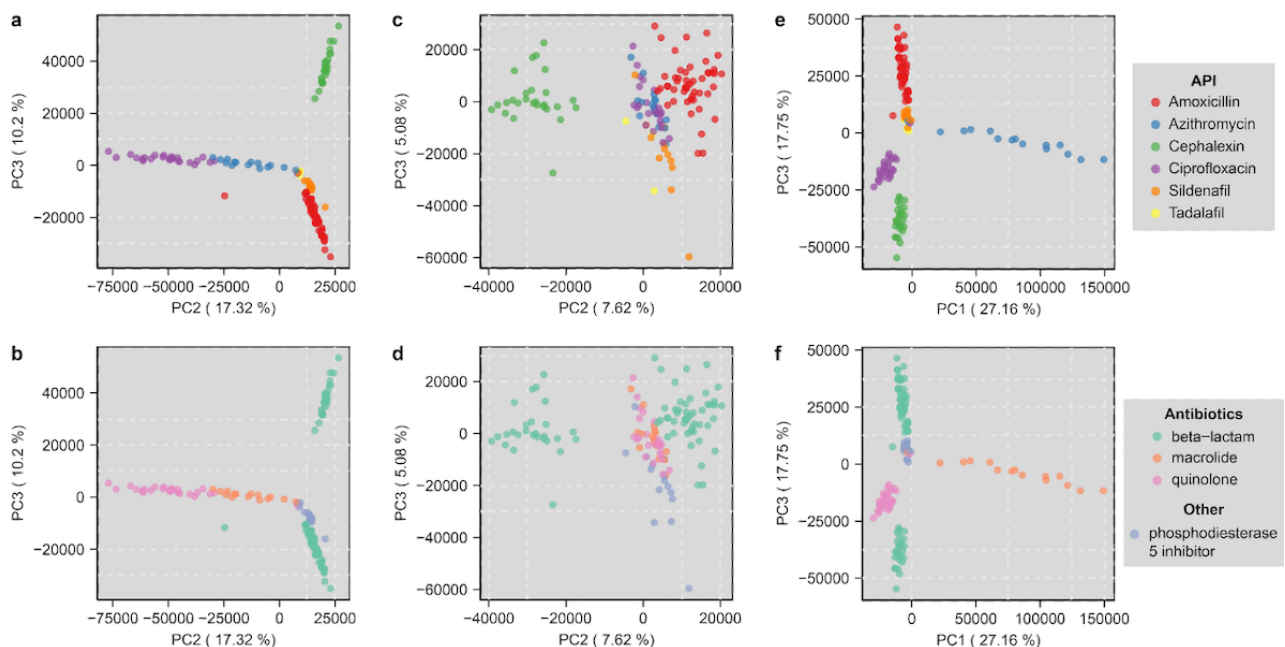 a
40000
20000
0
−20000
PC3 ( 10.2 %)
−75000 −50000 −25000 0 25000
PC2 ( 17.32 %)
c
20000
0
−20000
−40000
−60000
PC3 ( 5.08 %)
−40000 −20000 0 20000
PC2 ( 7.62 %)
e
50000
25000
0
−25000
−50000
PC3 ( 17.75 %)
0 50000 100000 150000
PC1 ( 27.16 %)
API
Amoxicillin
Azithromycin
Cephalexin
Ciprofloxacin
Sildenafil
Tadalafil
b
40000
20000
0
−20000
PC3 ( 10.2 %)
−75000 −50000 −25000 0 25000
PC2 ( 17.32 %)
d
20000
0
−20000
−40000
−60000
PC3 ( 5.08 %)
−40000 −20000 0 20000
PC2 ( 7.62 %)
f
50000
25000
0
−25000
−50000
PC3 ( 17.75 %)
0 50000 100000 150000
PC1 ( 27.16 %)
Antibiotics
beta−lactam
macrolide
quinolone
Other
phosphodiesterase
5 inhibitor